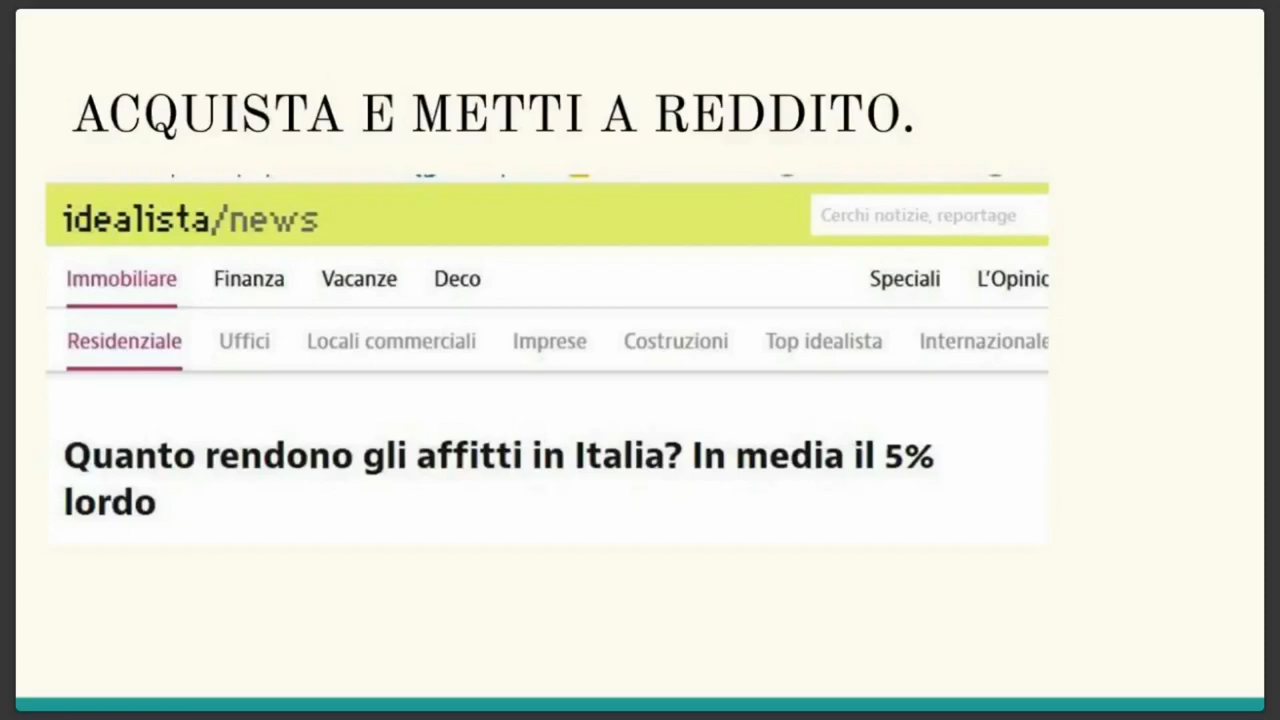 ACQUISTA E METTI A REDDITO.
idealista/news
Cerchi notizie, reportage
Immobiliare Finanza Vacanze Deco Speciali L'Opinic
Residenziale Uffici Locali commerciali Imprese Costruzioni Top idealista Internazionale
Quanto rendono gli affitti in Italia? In media il 5%
lordo